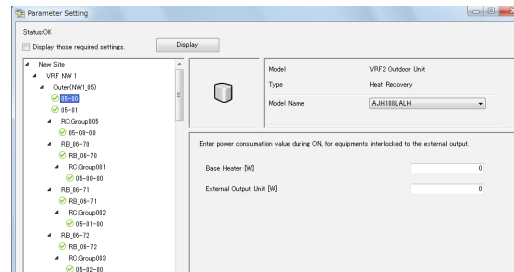 Parameter Setting
Status:OK
Display those required settings.
Display
New Site
VRF NW 1
Outer(NW1_05)
05-00
05-01
RC.Group005
05-08-00
RB_06-70
RB_06-70
RC.Group001
05-00-00
RB_06-71
RB_06-71
RC.Group002
05-01-00
RB_06-72
RB_06-72
RC.Group003
05-02-00
Model VRF2 Outdoor Unit
Type Heat Recovery
Model Name AJH108LALH
Enter power consumation value during ON, for equipments interlocked to the external output.
Base Heater [W] 0
External Output Unit [W] 0